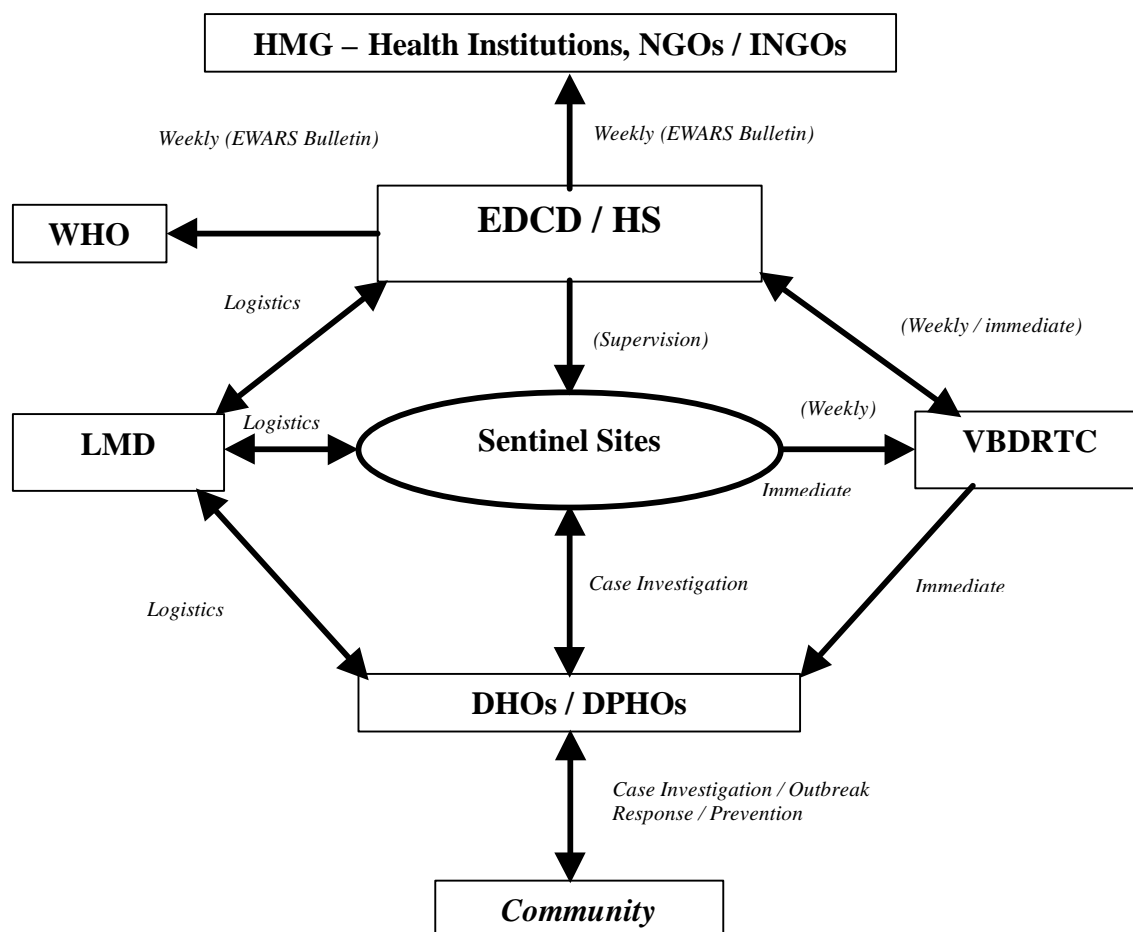 HMG – Health Institutions, NGOs / INGOs
Weekly (EWARS Bulletin)
Weekly (EWARS Bulletin)
EDCD / HS
WHO
Logistics
(Supervision)
(Weekly / immediate)
LMD
Logistics
Sentinel Sites
(Weekly)
VBDRTC
Immediate
Case Investigation
Immediate
Logistics
DHOs / DPHOs
Case Investigation / Outbreak
Response / Prevention
Community